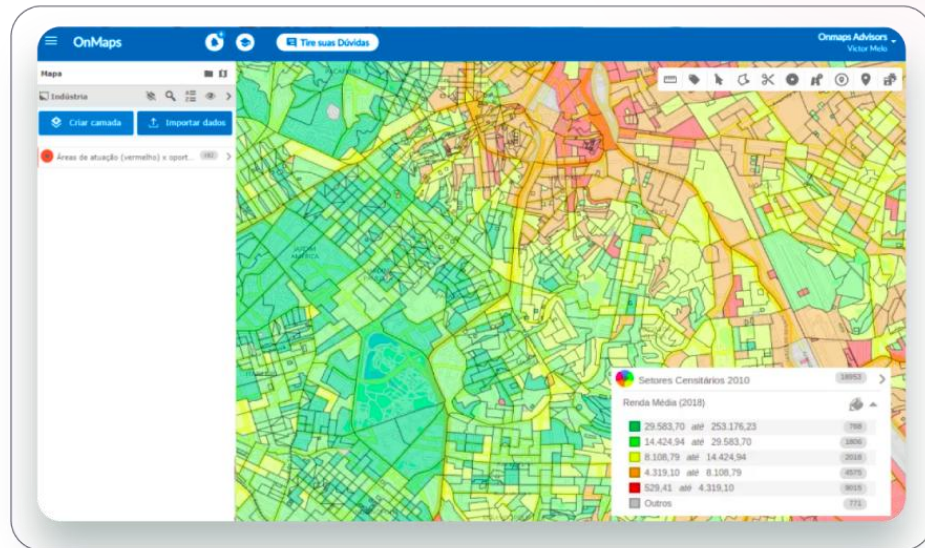 OnMaps
Tire suas Dúvidas
Onmaps Advisors
Victor Melo
Mapa
Indústria
Criar camada
Importar dados
Áreas de atuação (vermelho) x oport...
JARDIM
AMÉRICA
Setores Censitários 2010
18953
Renda Média (2018)
29.583,70 até 253.176,23
768
14.424,94 até 29.583,70
1806
8.108,79 até 14.424,94
2018
4.319,10 até 8.108,79
4575
529,41 até 4.319,10
9015
Outros
771